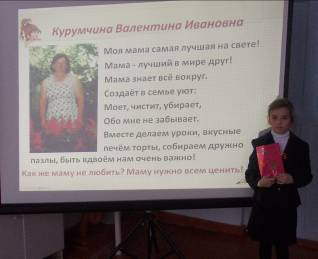 Курумчина Валентина Ивановна
Моя мама самая лучшая на свете!
Мама - лучший в мире друг!
Мама знает всё вокруг.
Создаёт в семье уют:
Моет, чистит, убирает,
Обо мне не забывает.
Вместе делаем уроки, вкусные
печём торты, собираем дружно
пазлы, быть вдвоём нам очень важно!
Как же маму не любить? Маму нужно всем ценить!